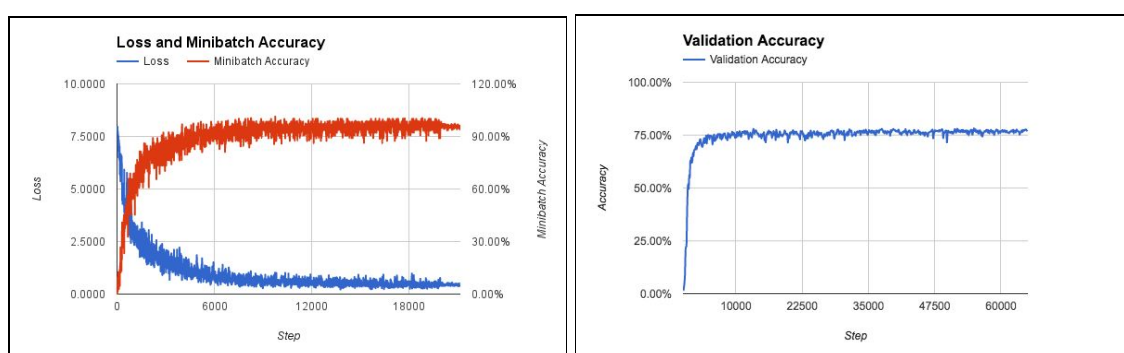 Loss and Minibatch Accuracy
Loss Minibatch Accuracy
10.0000 120.00%
7.5000 90.00%
5.0000 60.00%
2.5000 30.00%
0.0000 0.00%
Loss
Minibatch Accuracy
0 6000 12000 18000
Step
Validation Accuracy
Validation Accuracy
100.00%
75.00%
50.00%
25.00%
0.00%
Accuracy
10000 22500 35000 47500 60000
Step